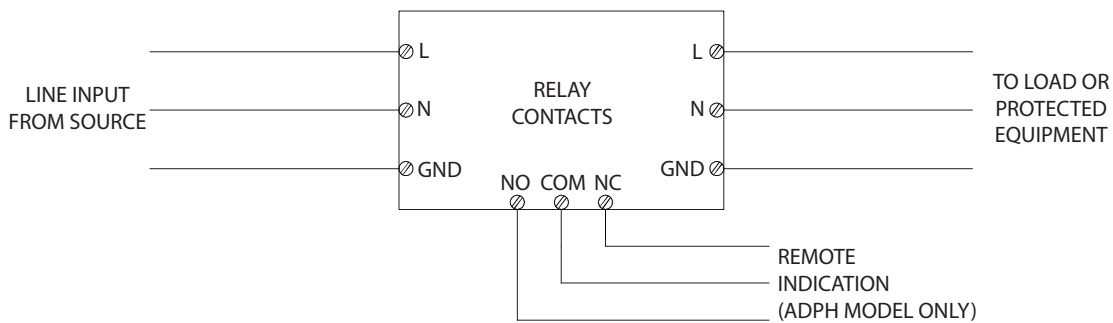 L
L
LINE INPUT
FROM SOURCE
RELAY
CONTACTS
TO LOAD OR
PROTECTED
EQUIPMENT
N
N
GND
GND
NO COM NC
REMOTE
INDICATION
(ADPH MODEL ONLY)